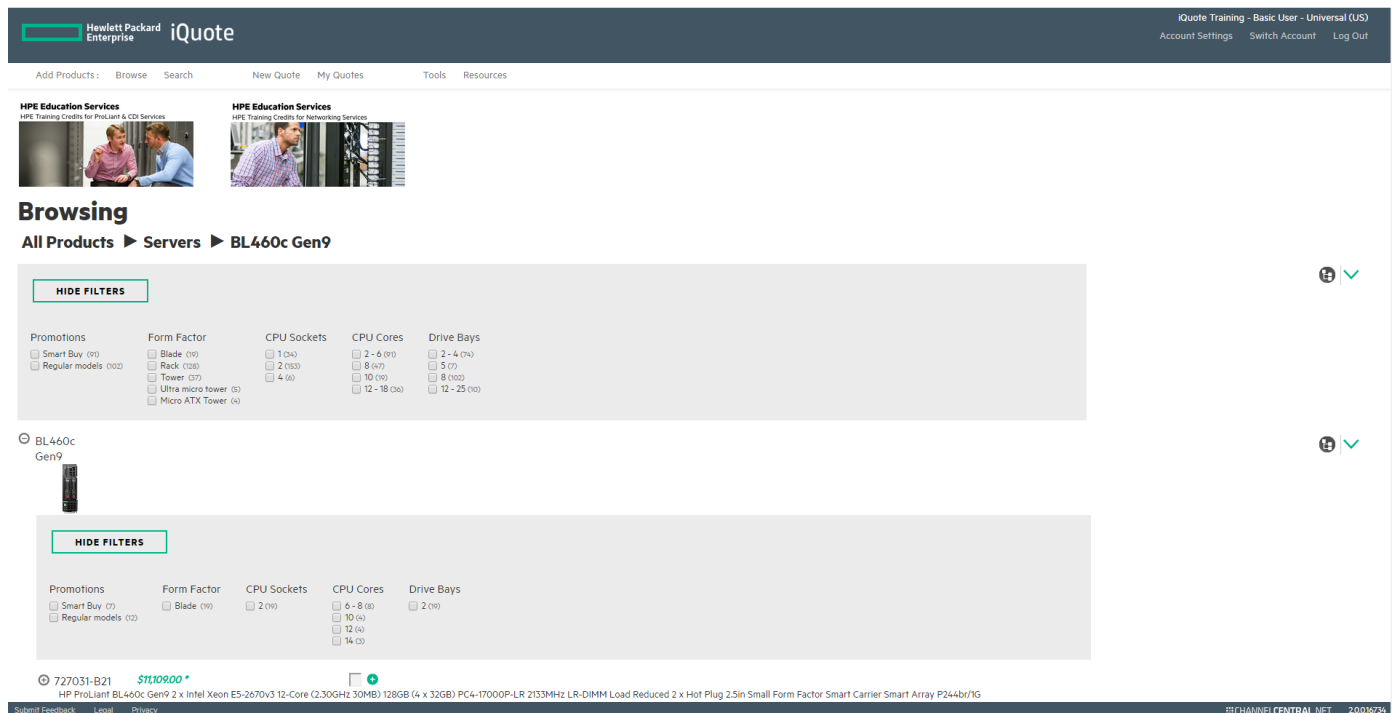 Hewlett Packard
Enterprise
iQuote
iQuote Training - Basic User - Universal (US)
Account Settings Switch Account Log Out
Add Products : Browse Search New Quote My Quotes Tools Resources
HPE Education Services
HPE Training Credits for ProLiant & CDI Services
HPE Education Services
HPE Training Credits for Networking Services
Browsing
All Products ▶ Servers ▶ BL460c Gen9
HIDE FILTERS
Promotions Form Factor CPU Sockets CPU Cores Drive Bays
Smart Buy (91) Blade (19) 1 (34) 2 - 6 (91) 2 - 4 (74)
Regular models (102) Rack (128) 2 (153) 8 (47) 5 (7)
Tower (37) 4 (6) 10 (19) 8 (102)
Ultra micro tower (5) 12 - 18 (36) 12 - 25 (10)
Micro ATX Tower (4)
BL460c
Gen9
HIDE FILTERS
Promotions Form Factor CPU Sockets CPU Cores Drive Bays
Smart Buy (7) Blade (19) 2 (19) 6 - 8 (8) 2 (19)
Regular models (12) 10 (4)
12 (4)
14 (3)
727031-B21 $11,109.00 *
HP ProLiant BL460c Gen9 2 x Intel Xeon E5-2670v3 12-Core (2.30GHz 30MB) 128GB (4 x 32GB) PC4-17000P-LR 2133MHz LR-DIMM Load Reduced 2 x Hot Plug 2.5in Small Form Factor Smart Carrier Smart Array P244br/1G
Submit Feedback Legal Privacy CHANNELCENTRAL.NET 2.0.0.16734